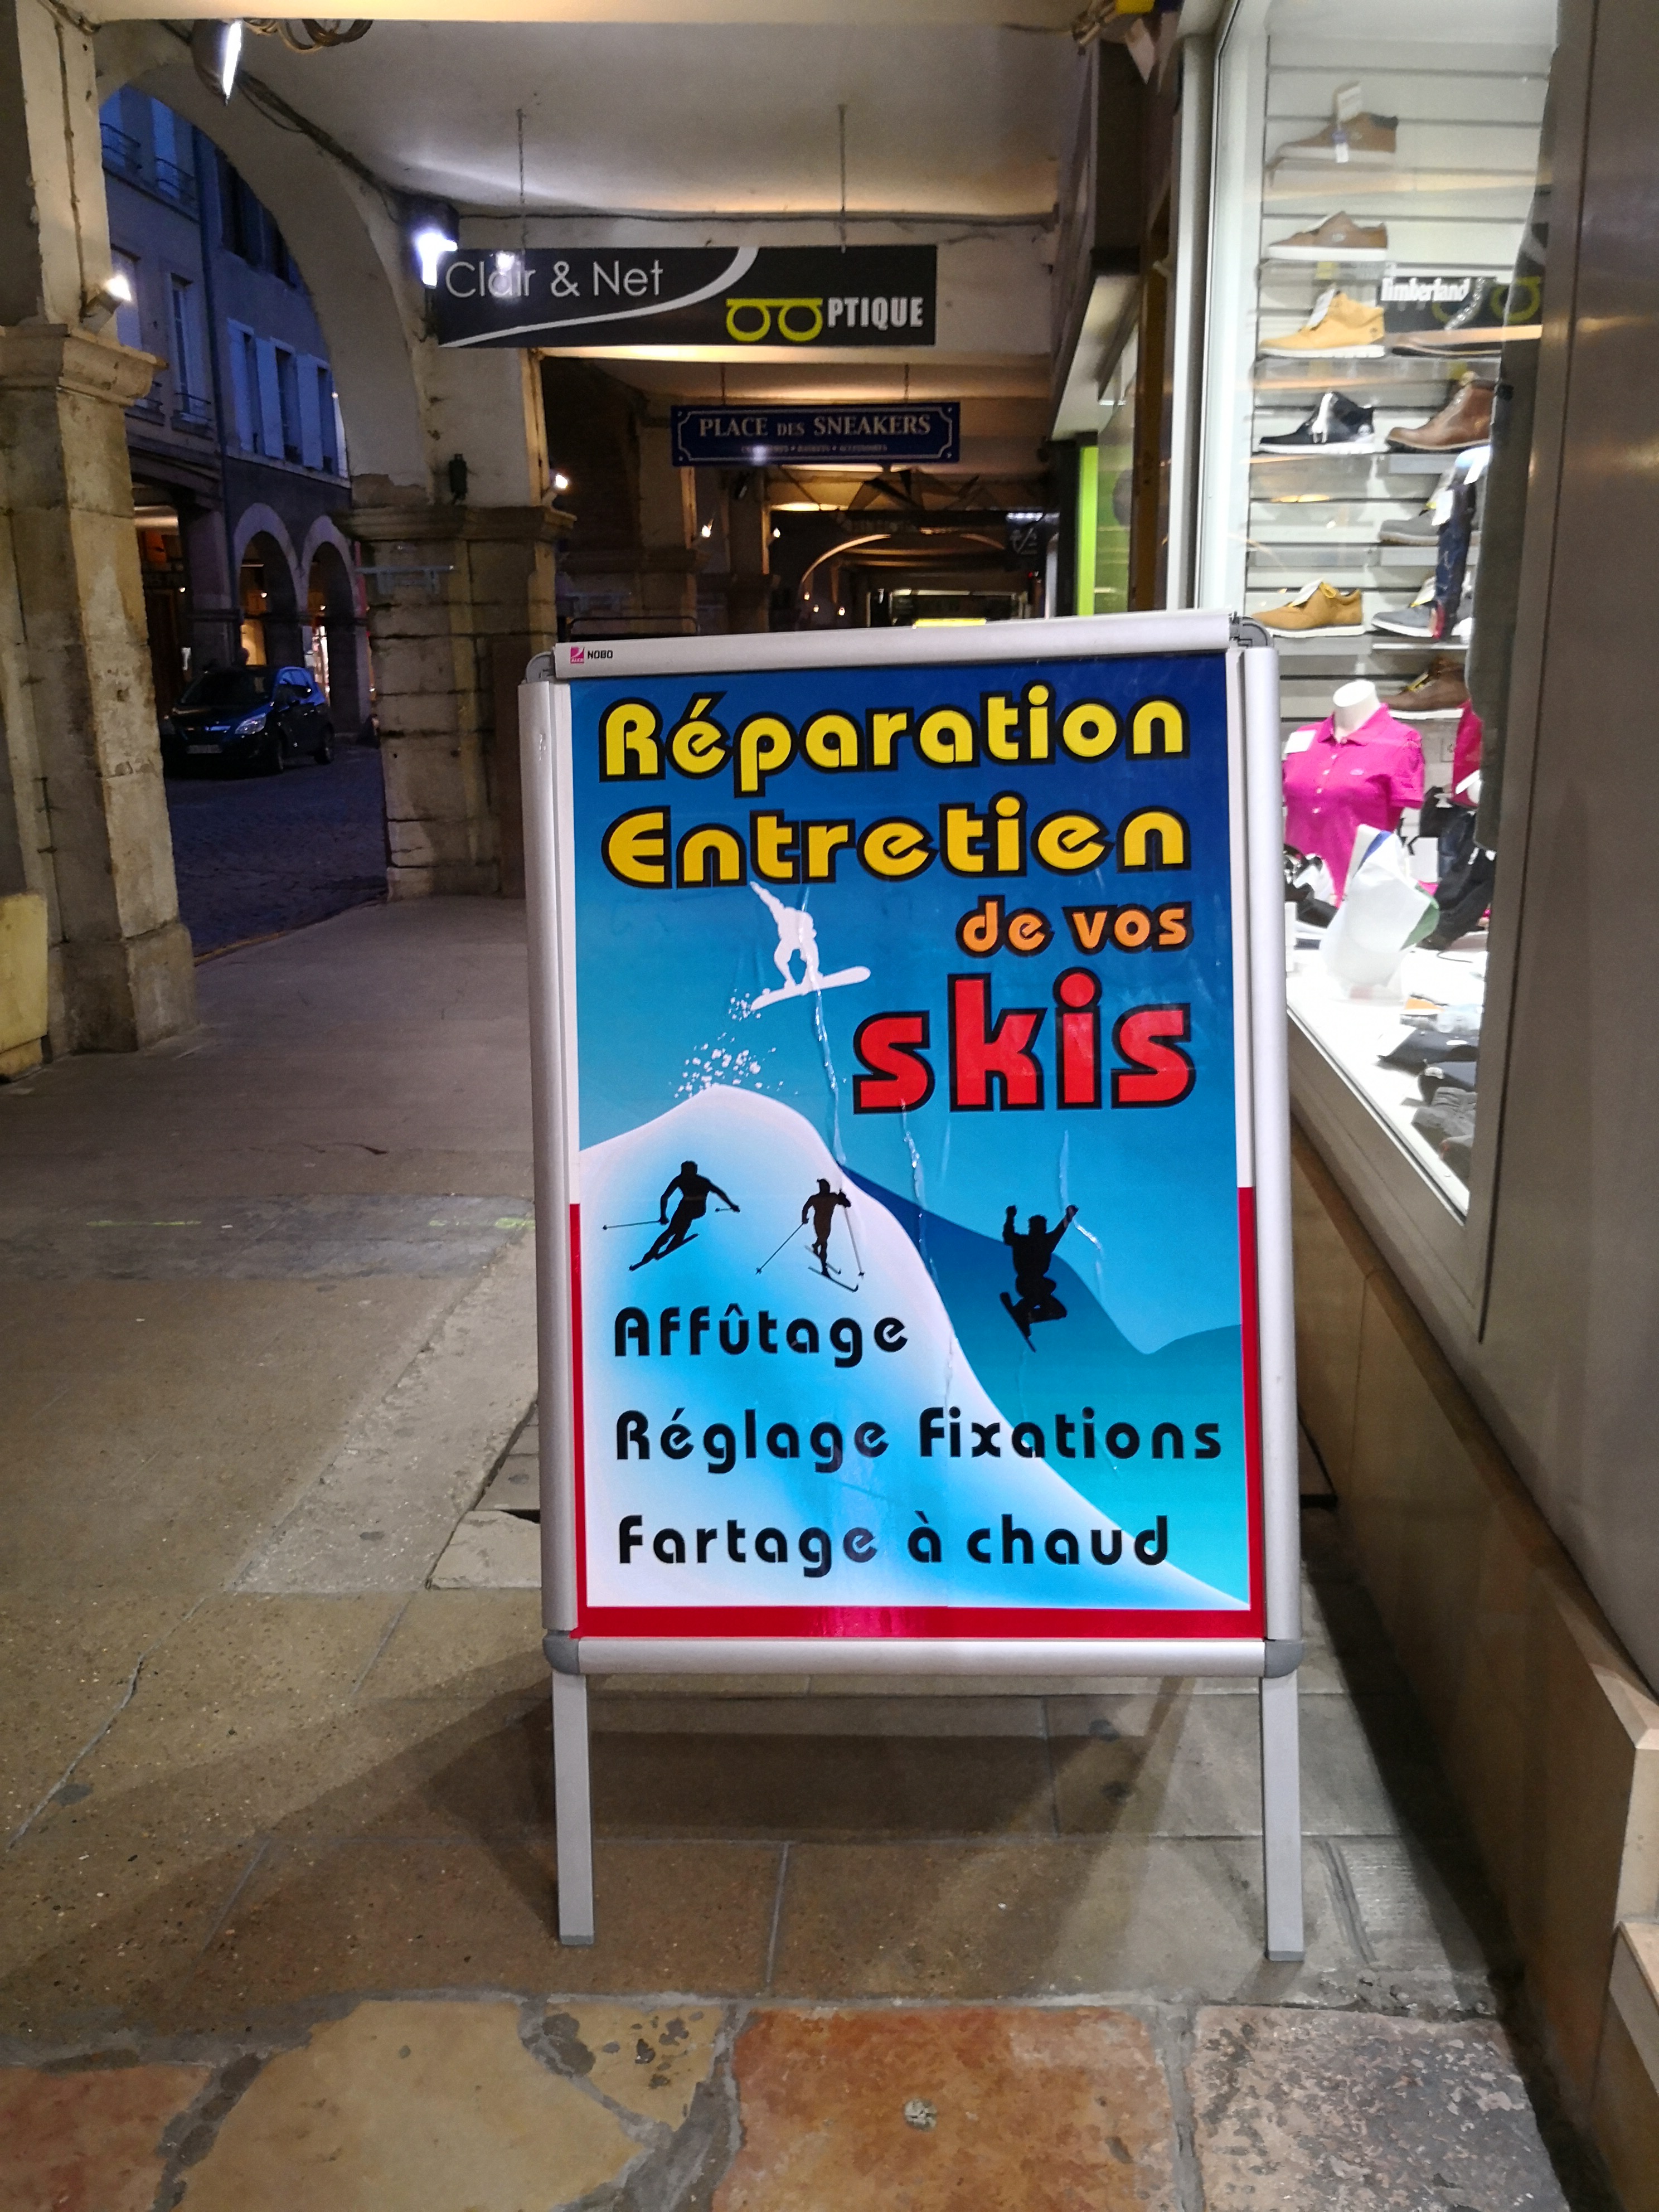 Clair & Net
OPTIQUE
PLACE DES SNEAKERS
Timberland
NOBO
Réparation
Entretien
de vos
skis
Affûtage
Réglage fixations
Fartage à chaud